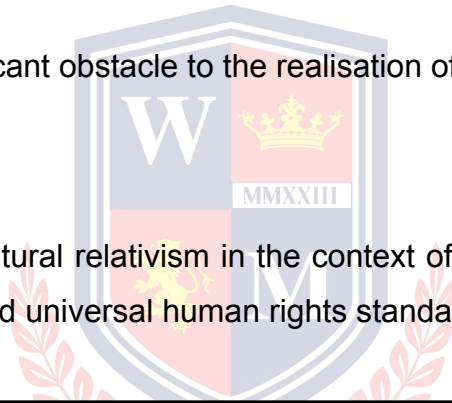 cant obstacle to the realisation of
W
MMXXIII
tural relativism in the context of
M
d universal human rights standa